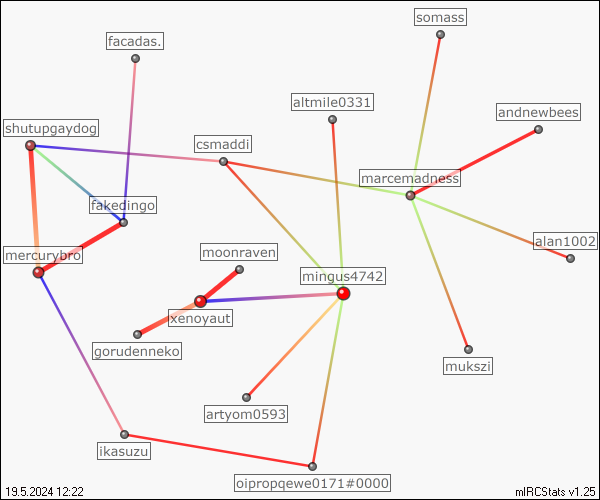 somass
facadas.
altmile0331
andnewbees
shutupgaydog
csmaddi
marcemadness
fakedingo
alan1002
mercurybro
moonraven
mingus4742
xenoyaut
gorudenneko
mukszi
artyom0593
ikasuzu
oipropqewe0171#0000
19.5.2024 12:22
mIRCStats v1.25